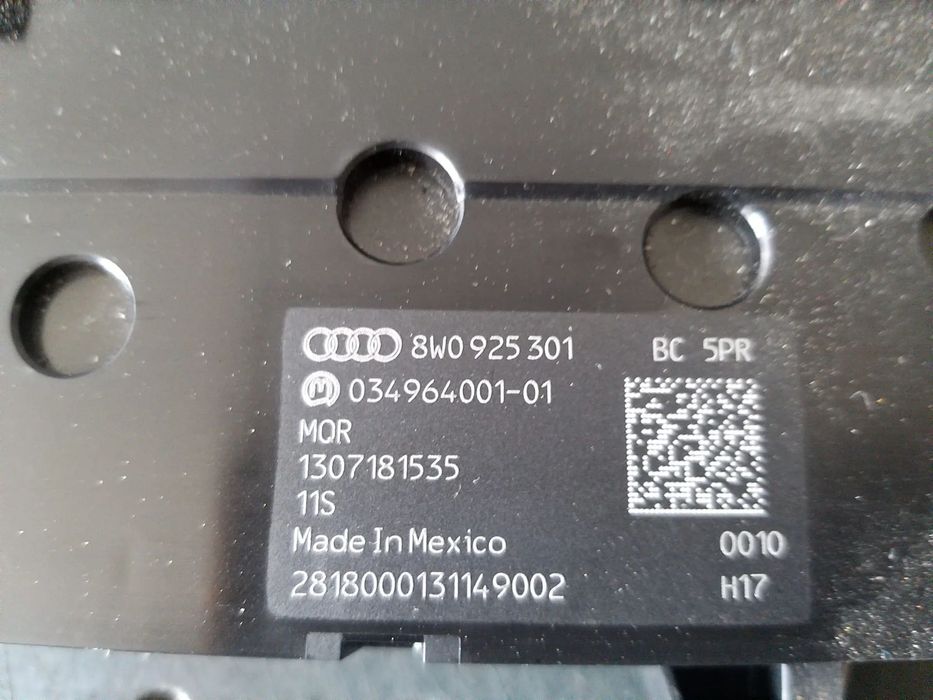 8W0 925 301 BC 5PR
M 034964001-01
MQR
1307181535
11S
Made In Mexico 0010
2818000131149002 H17